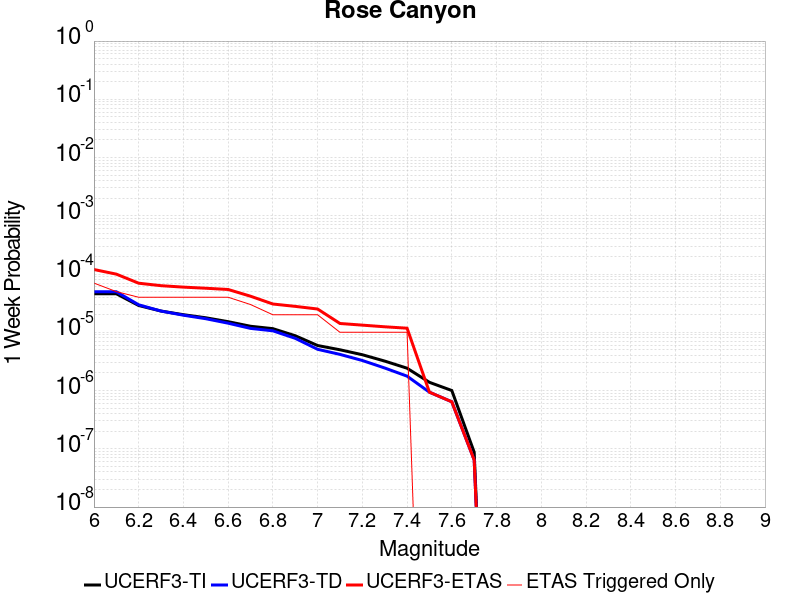 Rose Canyon
10^0
10^-1
10^-2
10^-3
10^-4
10^-5
10^-6
10^-7
10^-8
1 Week Probability
6 6.2 6.4 6.6 6.8 7 7.2 7.4 7.6 7.8 8 8.2 8.4 8.6 8.8 9
Magnitude
UCERF3-TI UCERF3-TD UCERF3-ETAS ETAS Triggered Only